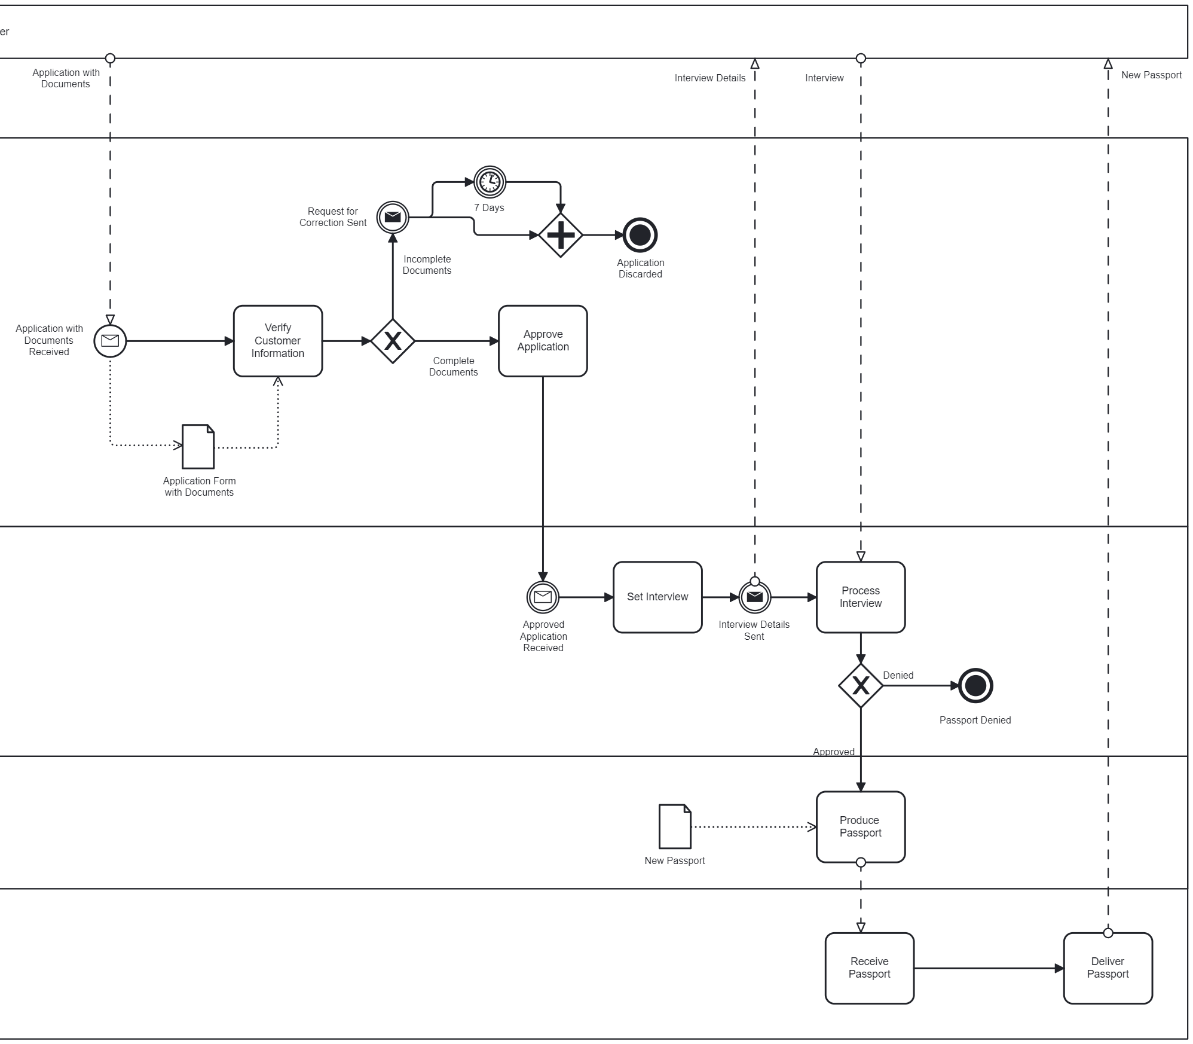 er
Application with
Documents
Interview Details
Interview
New Passport
7 Days
Request for
Correction Sent
Incomplete
Documents
Application
Discarded
Application with
Documents
Received
Verify
Customer
Information
X
Complete
Documents
Approve
Application
Application Form
with Documents
Approved
Application
Received
Set Interview
Interview Details
Sent
Process
Interview
X
Denied
Passport Denied
Approved
New Passport
Produce
Passport
Receive
Passport
Deliver
Passport